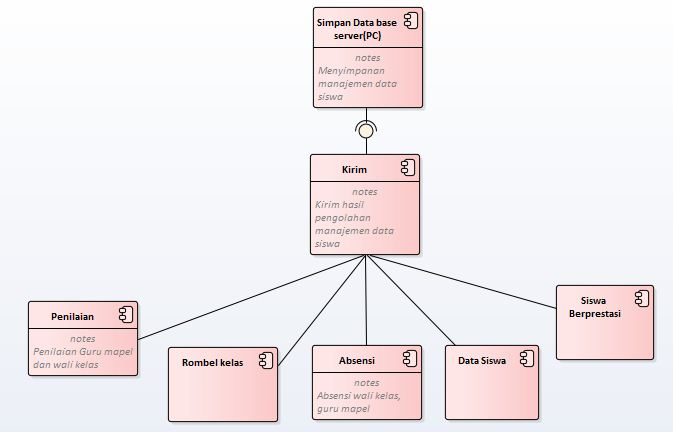 Simpan Data base
server(PC)
notes
Menyimpanan
manajemen data
siswa
Kirim
notes
Kirim hasil
pengolahan
manajemen data
siswa
Penilaian
notes
Penilaian Guru mapel
dan wali kelas
Rombel kelas
Absensi
notes
Absensi wali kelas,
guru mapel
Data Siswa
Siswa
Berprestasi